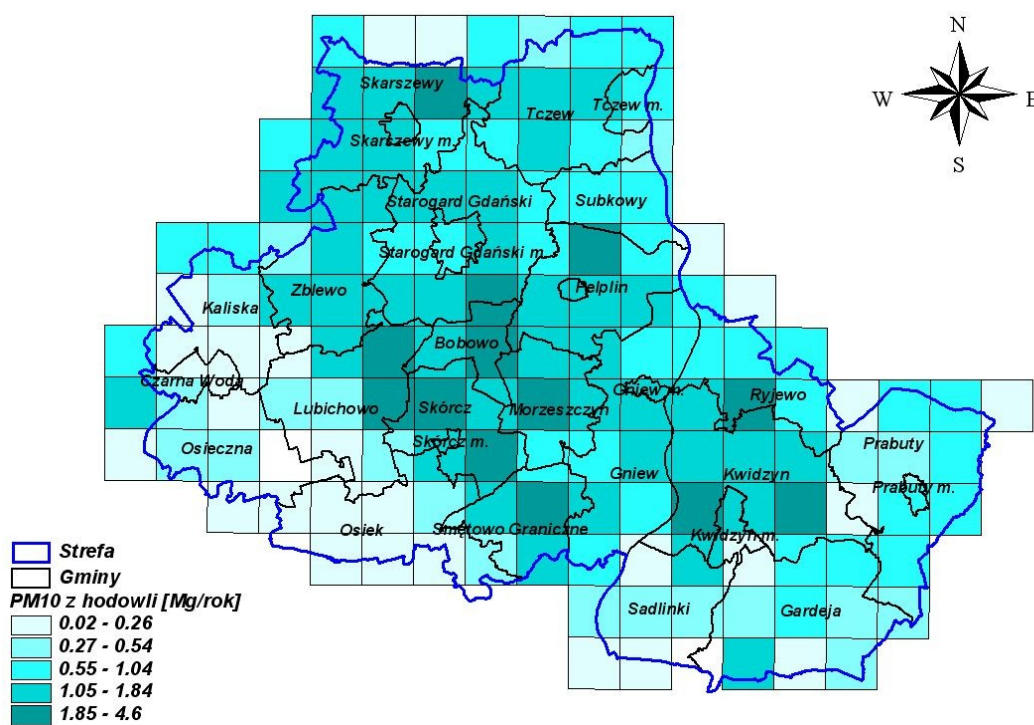 N
W
E
S
Skarszewy
Tczew
Tczew m.
Skarszewy m.
Starogard Gdański
Subkowy
Starogard Gdański m.
Pelplin
Zblewo
Kaliska
Bobowo
Czarna Woda
Lubichowo
Skórcz
Morzeszczyn
Gniew m.
Ryjewo
Skórcz m.
Osieczna
Gniew
Kwidzyn
Prabuty
Prabuty m.
Osiek
Smętowo Graniczne
Kwidzyn m.
Sadlinki
Gardeja
Strefa
Gminy
PM10 z hodowli [Mg/rok]
0.02 - 0.26
0.27 - 0.54
0.55 - 1.04
1.05 - 1.84
1.85 - 4.6